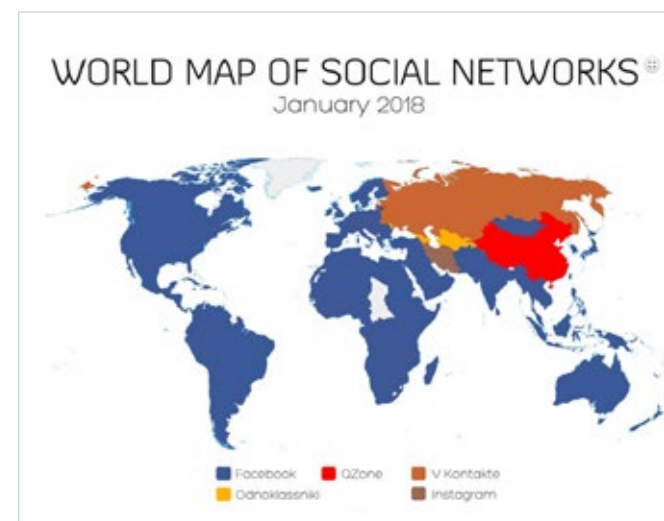 WORLD MAP OF SOCIAL NETWORKS
January 2018
Facebook QZone V Kontakte
Odnoklassniki Instagram